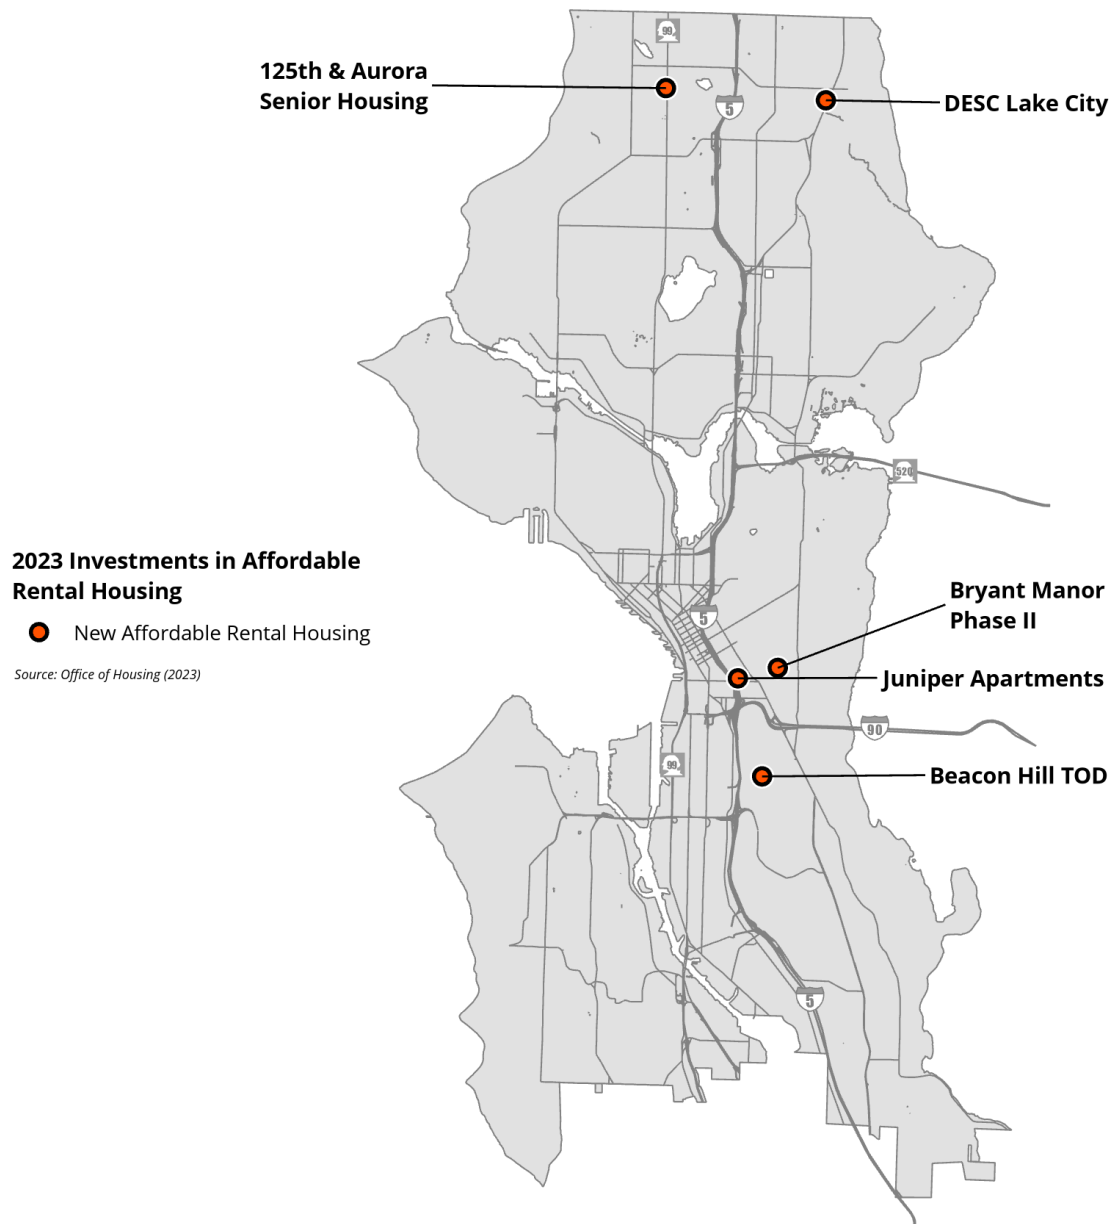 99
125th & Aurora
Senior Housing
5
DESC Lake City
520
2023 Investments in Affordable
Rental Housing
New Affordable Rental Housing
Source: Office of Housing (2023)
Bryant Manor
Phase II
5
Juniper Apartments
90
99
Beacon Hill TOD
5